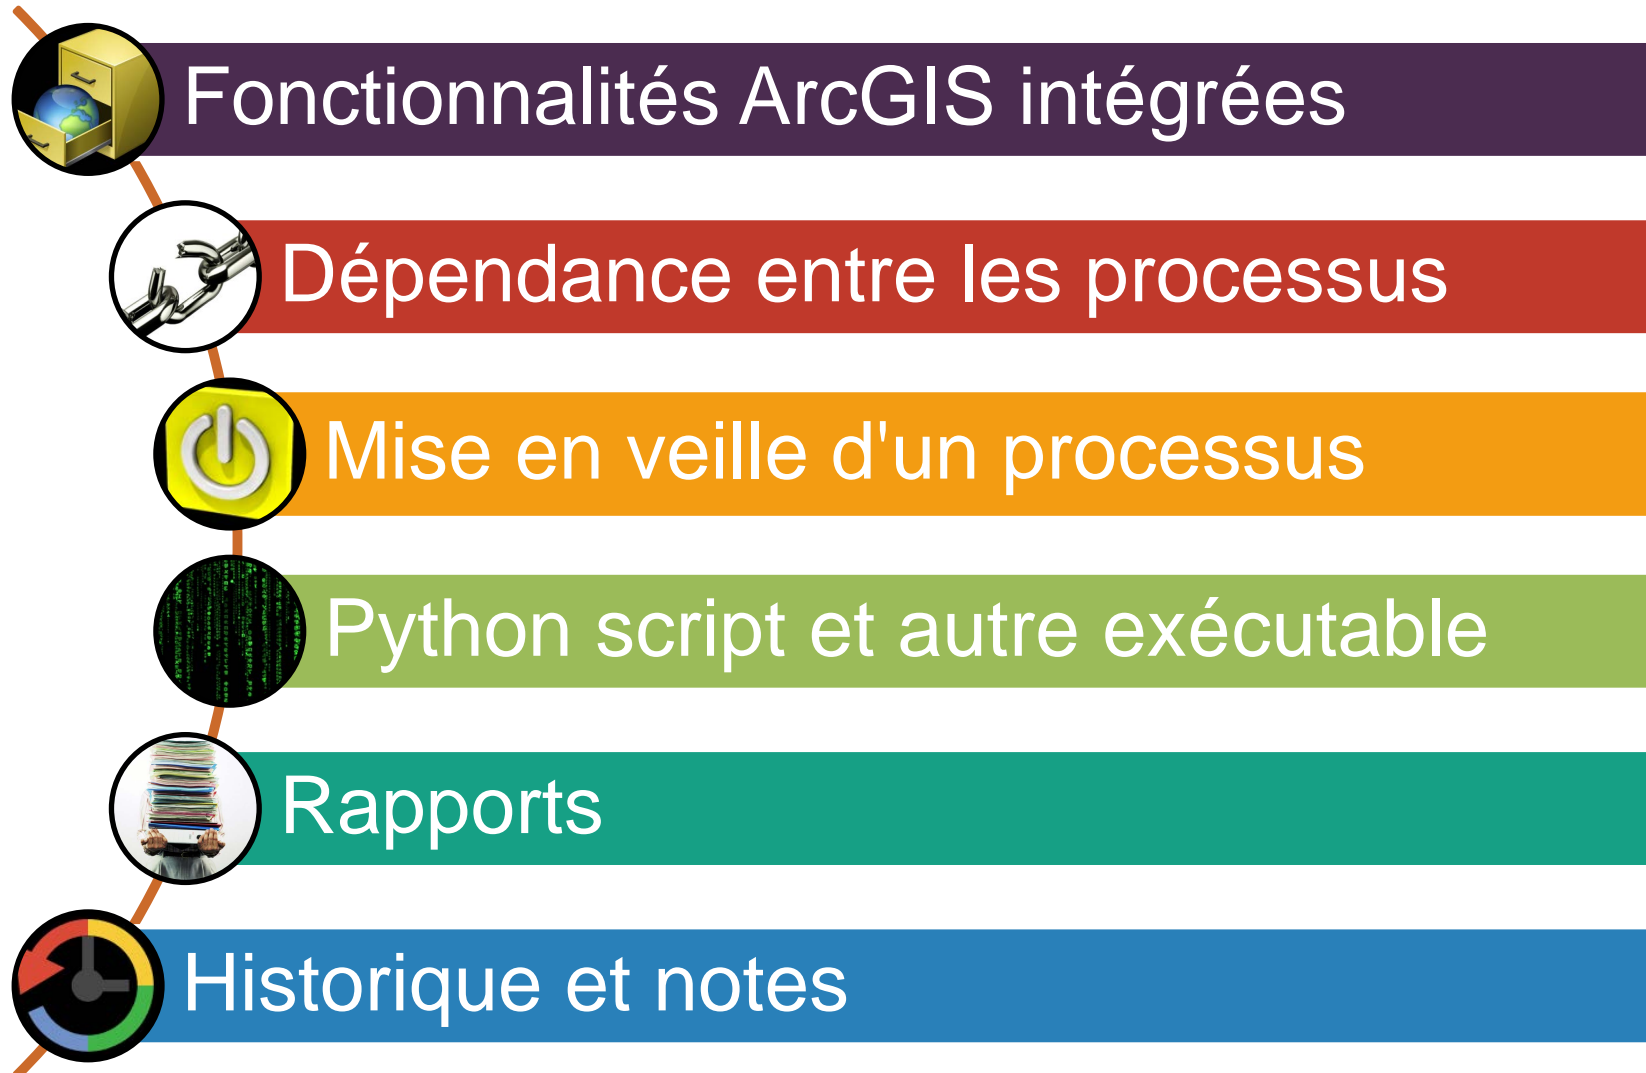 Fonctionnalités ArcGIS intégrées
Dépendance entre les processus
Mise en veille d'un processus
Python script et autre exécutable
Rapports
Historique et notes